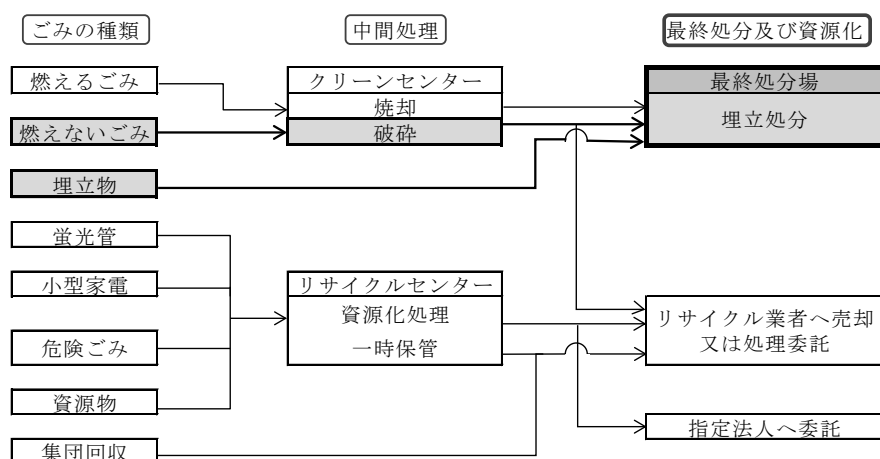 ごみの種類
中間処理
最終処分及び資源化
燃えるごみ
クリーンセンター
最終処分場
焼却
埋立処分
燃えないごみ
破砕
埋立物
蛍光管
小型家電
リサイクルセンター
資源化処理
リサイクル業者へ売却
又は処理委託
危険ごみ
一時保管
資源物
指定法人へ委託
集団回収